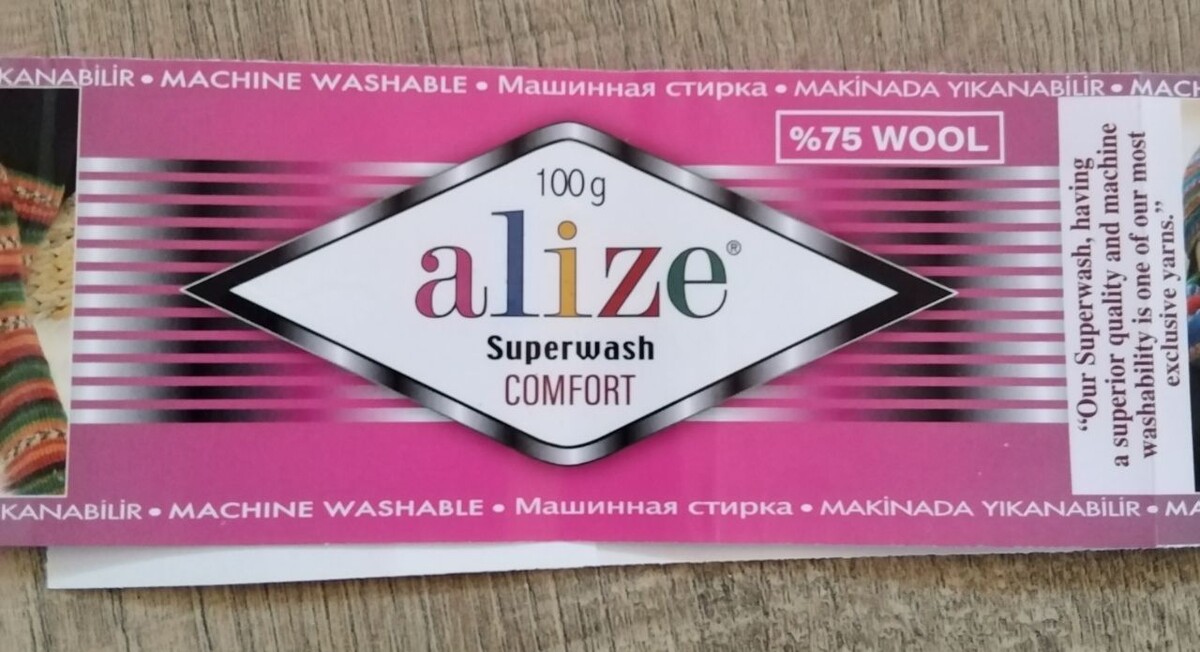 KANABİLİR • MACHINE WASHABLE • Машинная стирка • MAKİNADA YIKANABİLİR • MACH
%75 WOOL
100g
alize®
Superwash
COMFORT
“Our Superwash, having
a superior quality and machine
washability is one of our most
exclusive yarns.”
KANABİLİR • MACHINE WASHABLE • Машинная стирка • MAKİNADA YIKANABİLİR • MA